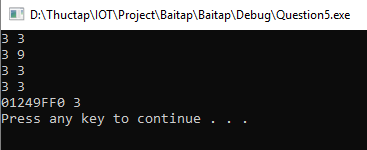 D:\Thuctap\IOT\Project\Baitap\Baitap\Debug\Question5.exe
3 3
3 9
3 3
3 3
01249FF0 3
Press any key to continue . . .